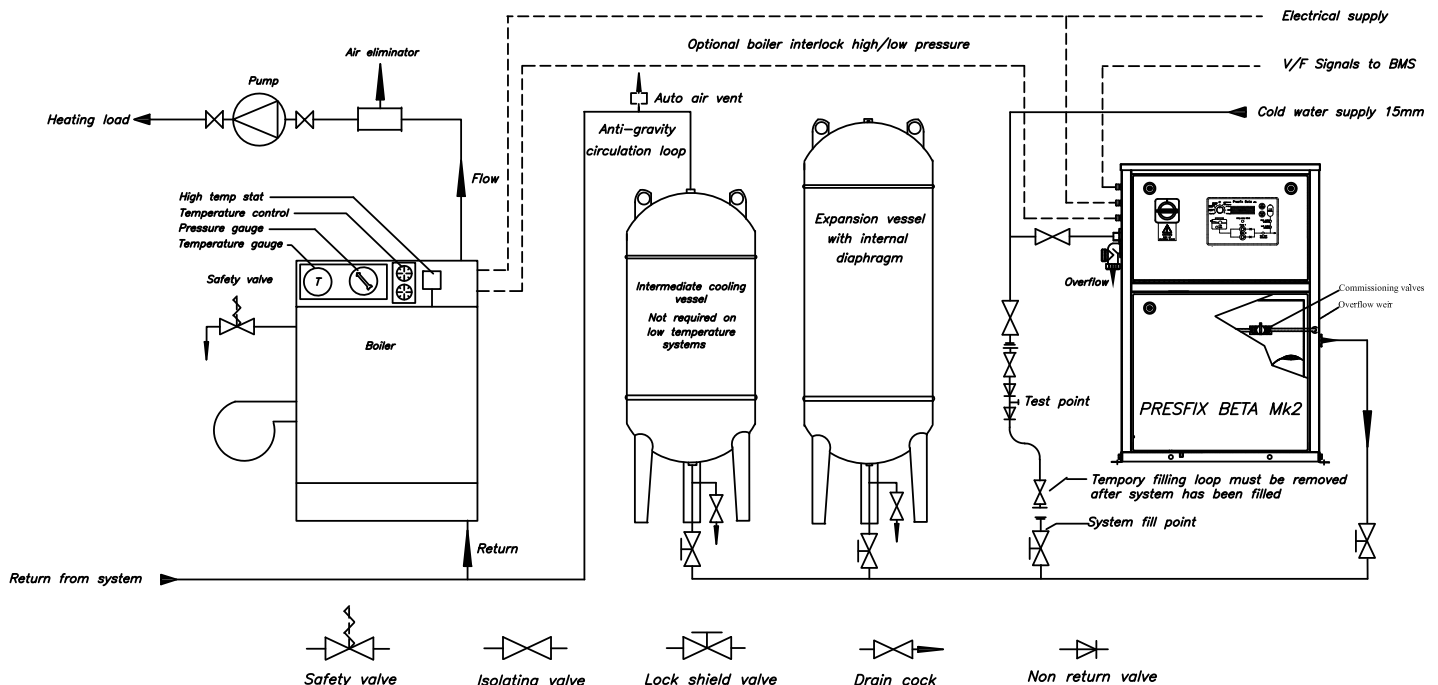 Electrical supply
Optional boiler interlock high/low pressure
Air eliminator
V/F Signals to BMS
Pump
Auto air vent
Heating load
Cold water supply 15mm
Anti-gravity
circulation loop
Flow
High temp stat
Temperature control
Pressure gauge
Temperature gauge
Expansion vessel
with internal
diaphragm
Safety valve
T
Intermediate cooling
vessel
Not required on
low temperature
systems
Overflow
Commissioning valves
Overflow weir
Boiler
Test point
PRESFIX BETA Mk2
Tempory filling loop must be removed
after system has been filled
System fill point
Return
Return from system
Safety valve
Isolating valve
Lock shield valve
Drain cock
Non return valve